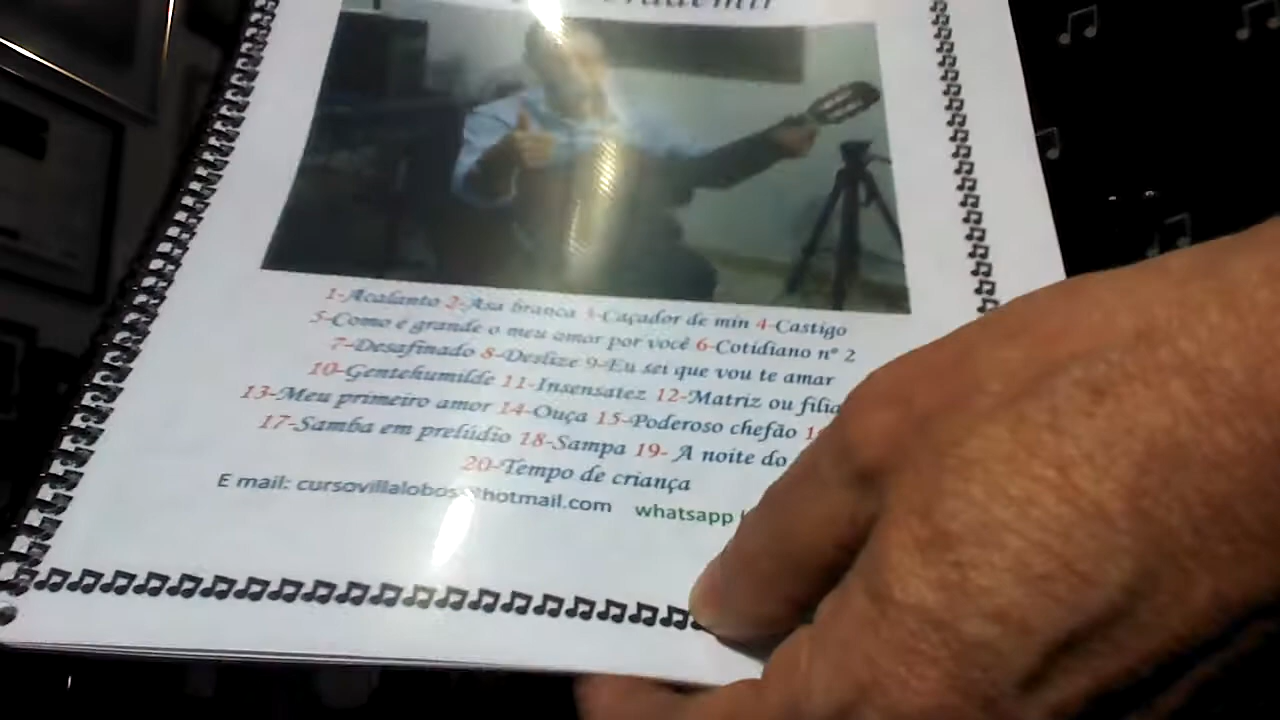 1-Acalanto 2-Asa branca 3-Caçador de min 4-Castigo
5-Como é grande o meu amor por você 6-Cotidiano nº 2
7-Desafinado 8-Deslize 9-Eu sei que vou te amar
10-Gentehumilde 11-Insensatez 12-Matriz ou filia
13-Meu primeiro amor 14-Ouça 15-Poderoso chefão
17-Samba em prelúdio 18-Sampa 19- A noite do
20-Tempo de criança
E mail: cursovillalobos@hotmail.com whatsapp